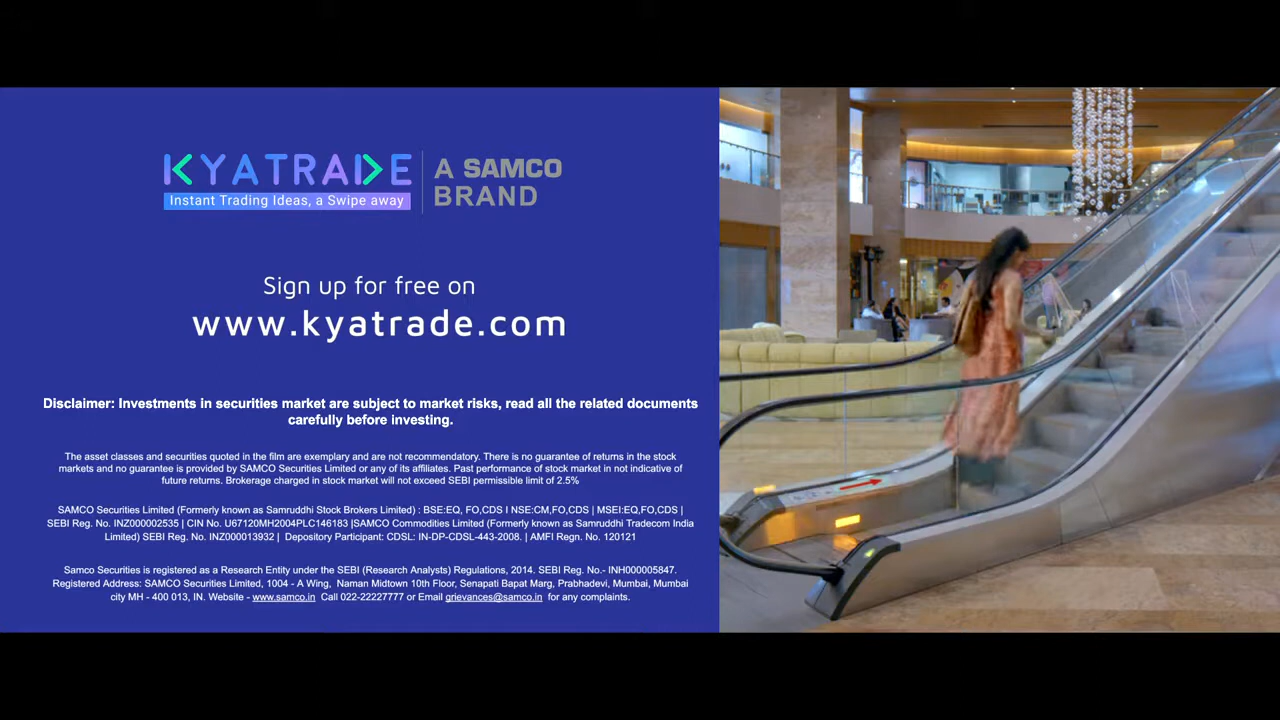 KYATRADE
Instant Trading Ideas, a Swipe away
A SAMCO
BRAND
Sign up for free on
www.kyatrade.com
Disclaimer: Investments in securities market are subject to market risks, read all the related documents
carefully before investing.
The asset classes and securities quoted in the film are exemplary and are not recommendatory. There is no guarantee of returns in the stock
markets and no guarantee is provided by SAMCO Securities Limited or any of its affiliates. Past performance of stock market in not indicative of
future returns. Brokerage charged in stock market will not exceed SEBI permissible limit of 2.5%
SAMCO Securities Limited (Formerly known as Samruddhi Stock Brokers Limited) : BSE:EQ, FO,CDS I NSE:CM,FO,CDS | MSEI:EQ,FO,CDS |
SEBI Reg. No. INZ000002535 | CIN No. U67120MH2004PLC146183 |SAMCO Commodities Limited (Formerly known as Samruddhi Tradecom India
Limited) SEBI Reg. No. INZ000013932 | Depository Participant: CDSL: IN-DP-CDSL-443-2008. | AMFI Regn. No. 120121
Samco Securities is registered as a Research Entity under the SEBI (Research Analysts) Regulations, 2014. SEBI Reg. No.- INH000005847.
Registered Address: SAMCO Securities Limited, 1004 - A Wing, Naman Midtown 10th Floor, Senapati Bapat Marg, Prabhadevi, Mumbai, Mumbai
city MH - 400 013, IN. Website - www.samco.in Call 022-22227777 or Email grievances@samco.in for any complaints.